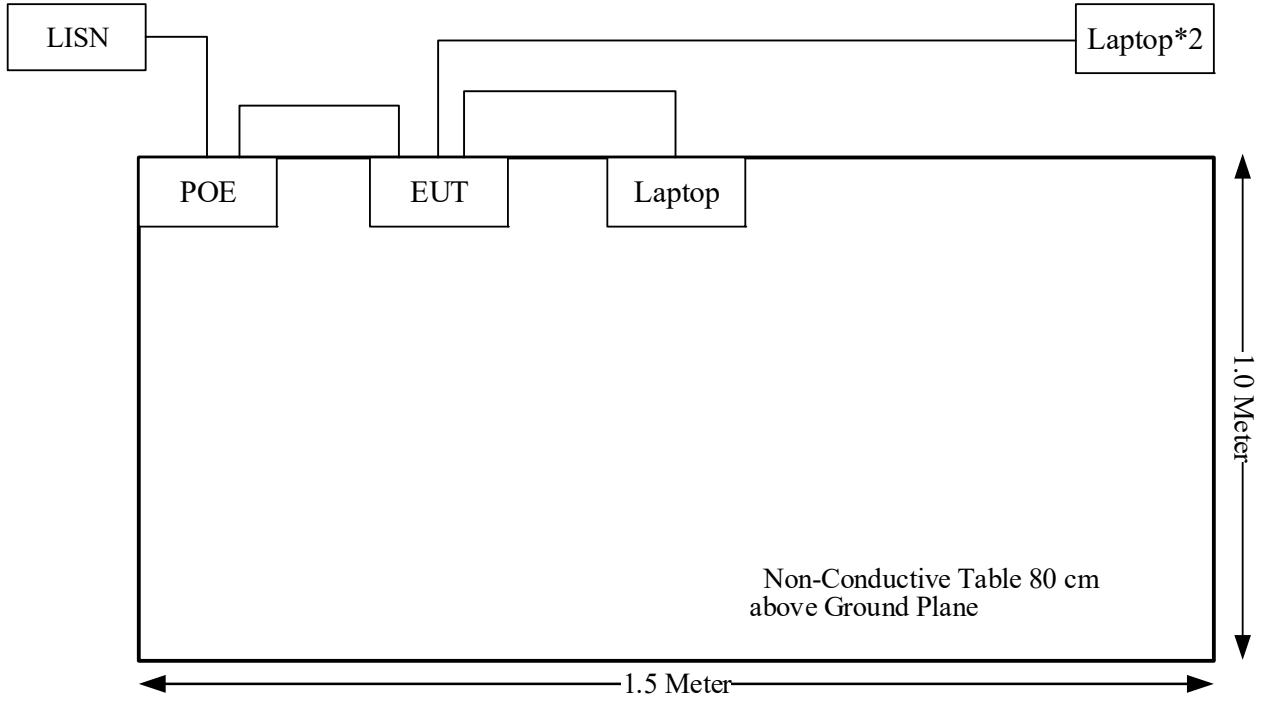 LISN
Laptop*2
POE
EUT
Laptop
1.0 Meter
Non-Conductive Table 80 cm
above Ground Plane
1.5 Meter